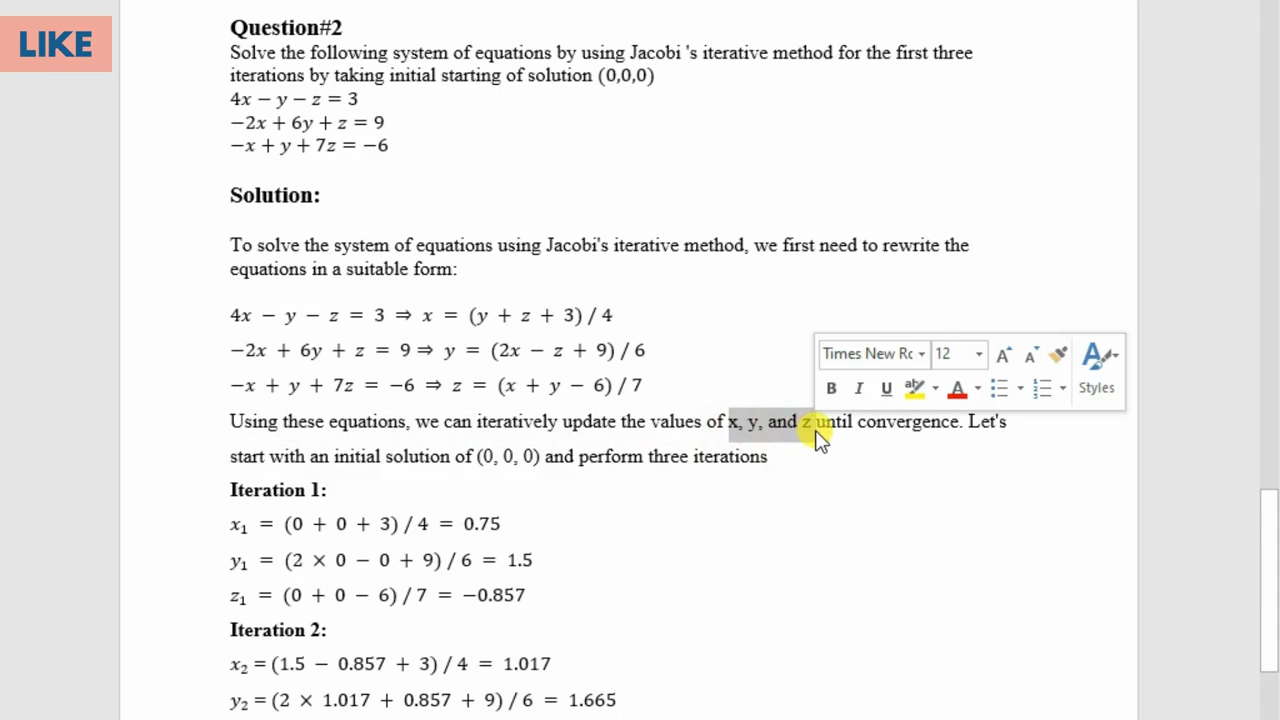 LIKE
Question#2
Solve the following system of equations by using Jacobi 's iterative method for the first three
iterations by taking initial starting of solution (0,0,0)
4x − y − z = 3
−2x + 6y + z = 9
−x + y + 7z = −6
Solution:
To solve the system of equations using Jacobi's iterative method, we first need to rewrite the
equations in a suitable form:
4x − y − z = 3 ⇒ x = (y + z + 3) / 4
−2x + 6y + z = 9 ⇒ y = (2x − z + 9) / 6
−x + y + 7z = −6 ⇒ z = (x + y − 6) / 7
Times New Ro 12
B I U Styles
Using these equations, we can iteratively update the values of x, y, and z until convergence. Let's
start with an initial solution of (0, 0, 0) and perform three iterations
Iteration 1:
x₁ = (0 + 0 + 3) / 4 = 0.75
y₁ = (2 × 0 − 0 + 9) / 6 = 1.5
z₁ = (0 + 0 − 6) / 7 = −0.857
Iteration 2:
x₂ = (1.5 − 0.857 + 3) / 4 = 1.017
y₂ = (2 × 1.017 + 0.857 + 9) / 6 = 1.665